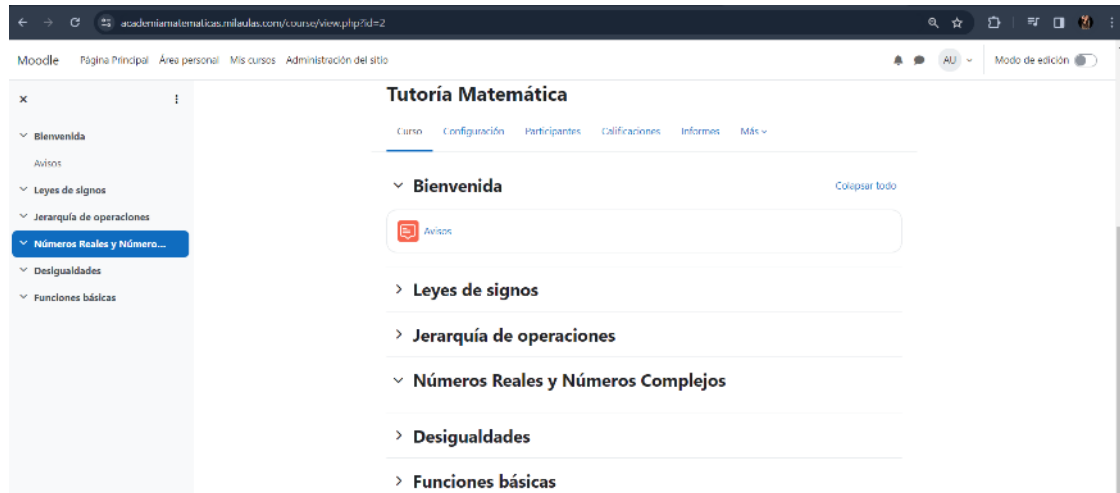 academiamatematicas.milaulas.com/course/view.php?id=2
Moodle Página Principal Área personal Mis cursos Administración del sitio AU Modo de edición
Bienvenida
Avisos
Leyes de signos
Jerarquía de operaciones
Números Reales y Número...
Desigualdades
Funciones básicas
Tutoría Matemática
Curso Configuración Participantes Calificaciones Informes Más
Bienvenida Colapsar todo
Avisos
Leyes de signos
Jerarquía de operaciones
Números Reales y Números Complejos
Desigualdades
Funciones básicas